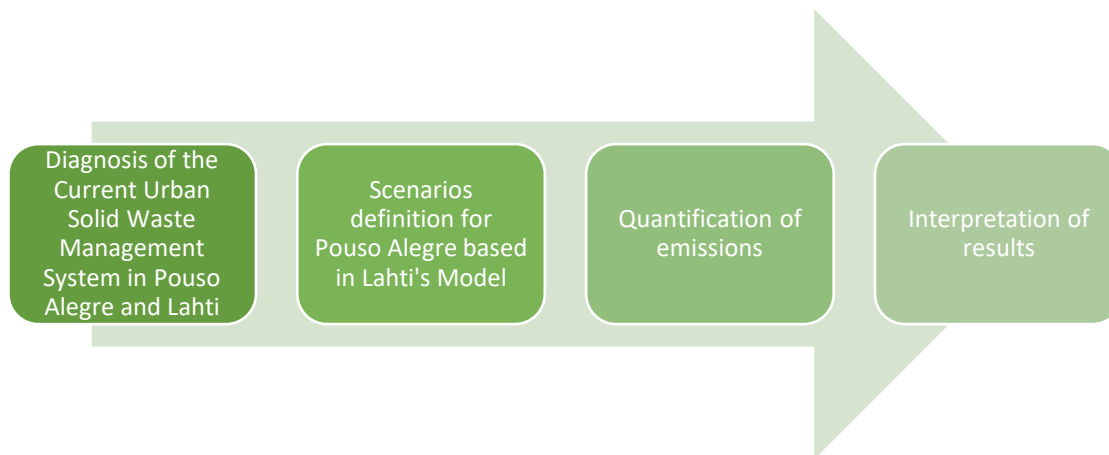 Diagnosis of the
Current Urban
Solid Waste
Management
System in Pouso
Alegre and Lahti
Scenarios
definition for
Pouso Alegre based
in Lahti's Model
Quantification of
emissions
Interpretation of
results